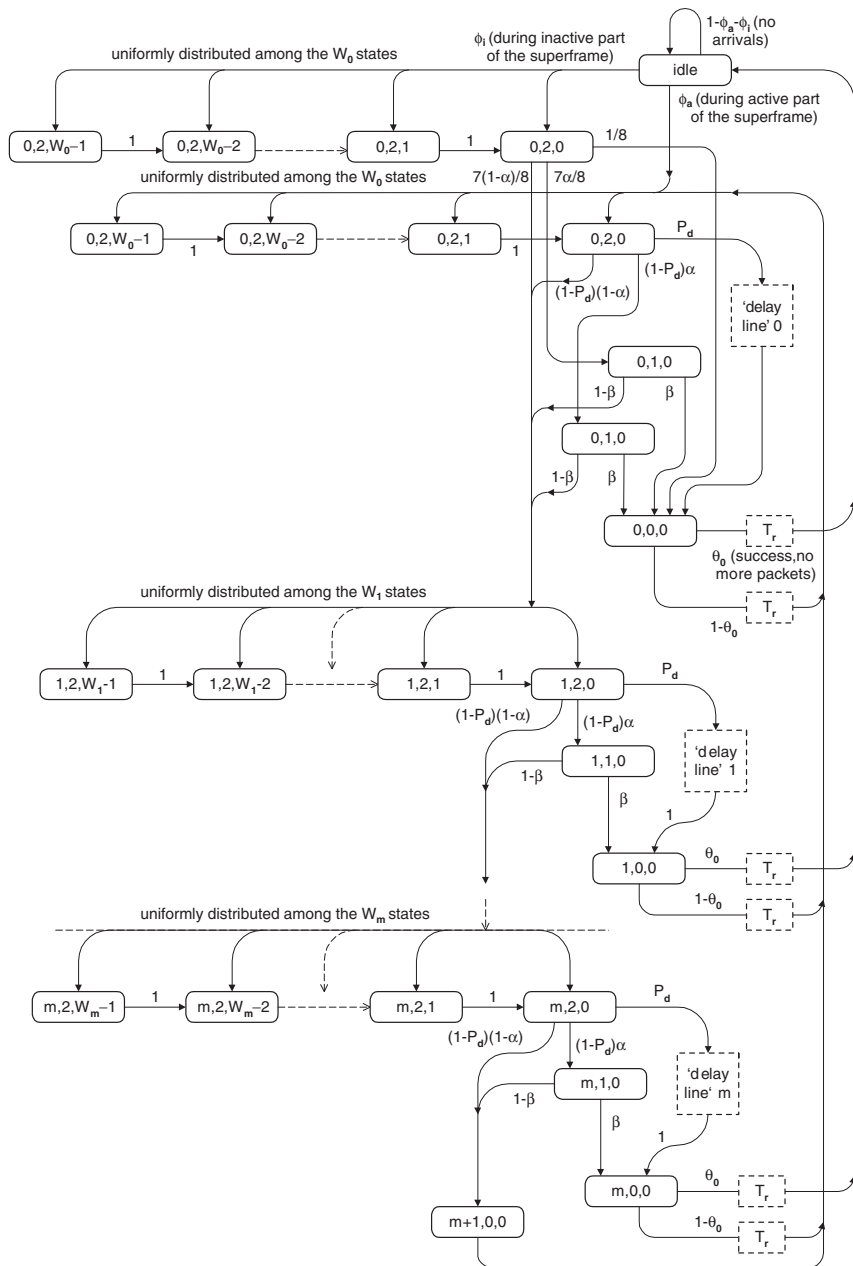 1-ϕa-ϕi (no
arrivals)
ϕi (during inactive part
of the superframe)
uniformly distributed among the W0 states
idle
ϕa (during active part
of the superframe)
0,2,W0–1
1
0,2,W0–2
0,2,1
1
0,2,0
1/8
7(1-α)/8
7α/8
uniformly distributed among the W0 states
0,2,W0–1
1
0,2,W0–2
0,2,1
1
0,2,0
Pd
(1-Pd)(1-α)
(1-Pd)α
'delay
line' 0
0,1,0
1-β
β
0,1,0
1-β
β
0,0,0
Tr
θ0 (success,no
more packets)
Tr
1-θ0
uniformly distributed among the W1 states
1,2,W1-1
1
1,2,W1-2
1,2,1
1
1,2,0
Pd
(1-Pd)(1-α)
(1-Pd)α
'delay
line' 1
1,1,0
1-β
β
1
1,0,0
θ0
Tr
1-θ0
Tr
uniformly distributed among the Wm states
m,2,Wm–1
1
m,2,Wm–2
m,2,1
1
m,2,0
Pd
(1-Pd)(1-α)
(1-Pd)α
'delay
line' m
m,1,0
1-β
β
1
m,0,0
θ0
Tr
1-θ0
Tr
m+1,0,0